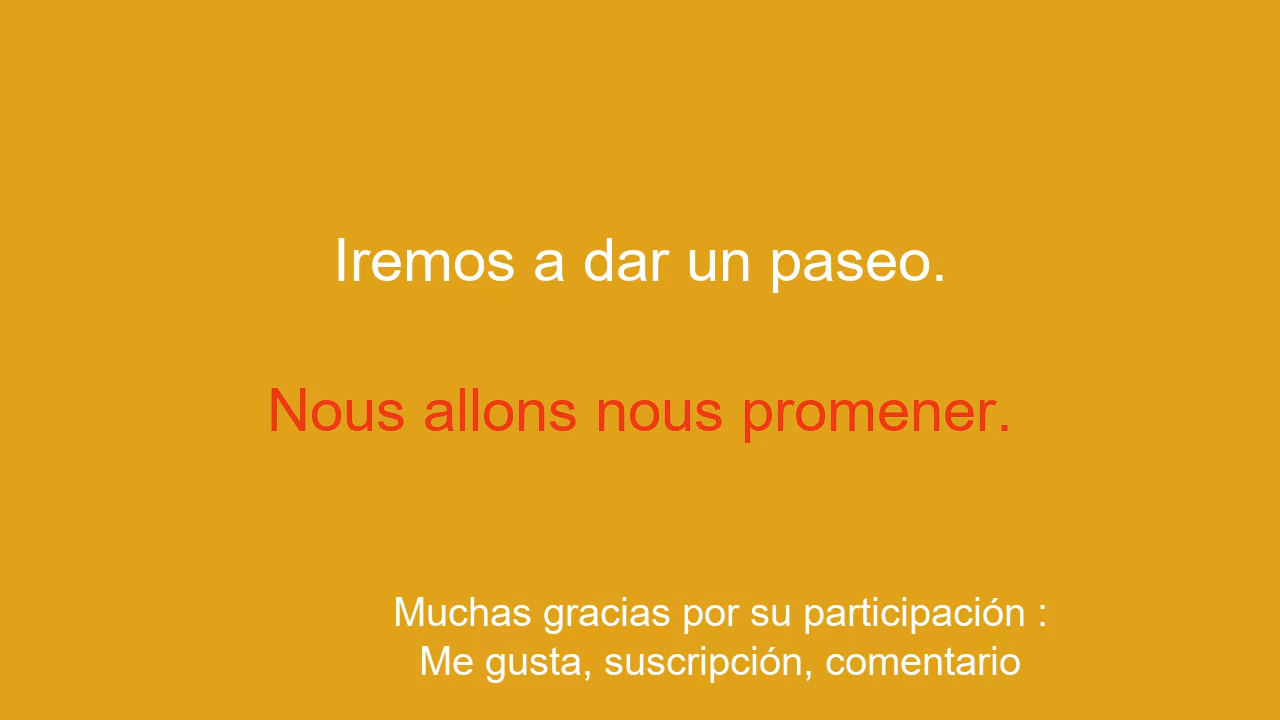 Iremos a dar un paseo.
Nous allons nous promener.
Muchas gracias por su participación :
Me gusta, suscripción, comentario